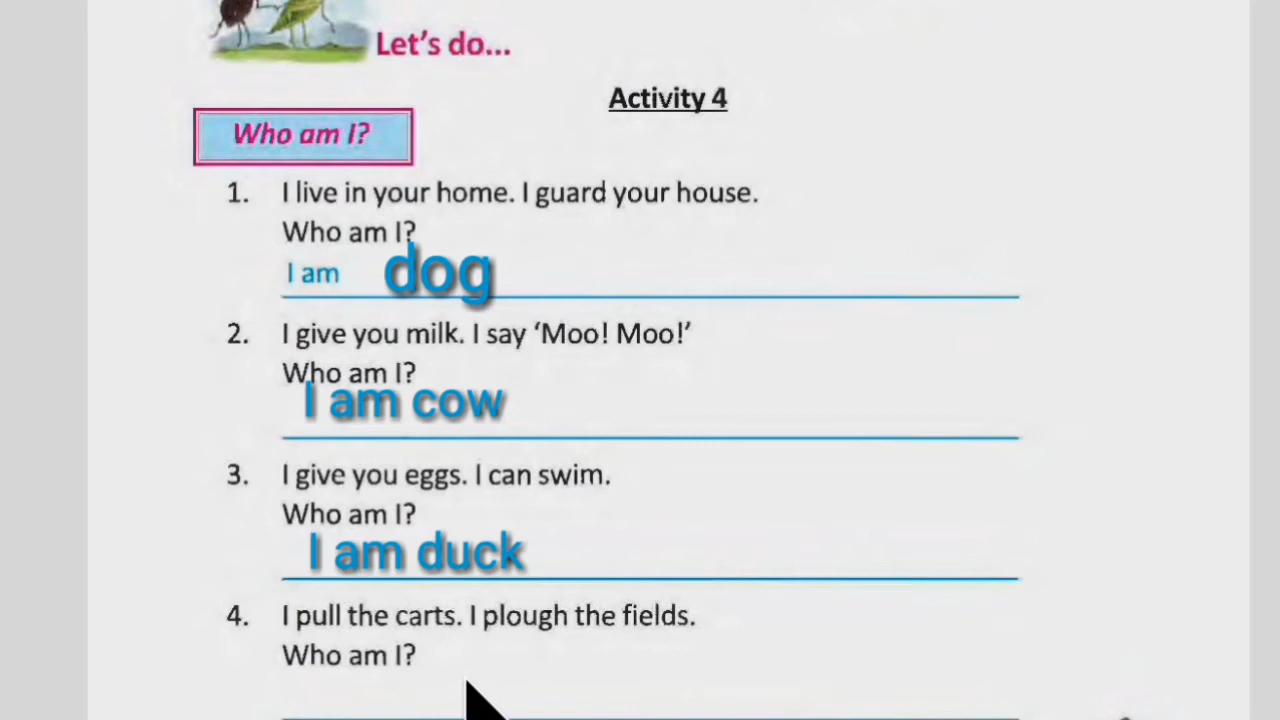 Let's do...
Activity 4
Who am I?
1. I live in your home. I guard your house.
Who am I?
I am dog
2. I give you milk. I say ‘Moo! Moo!’
Who am I?
I am cow
3. I give you eggs. I can swim.
Who am I?
I am duck
4. I pull the carts. I plough the fields.
Who am I?